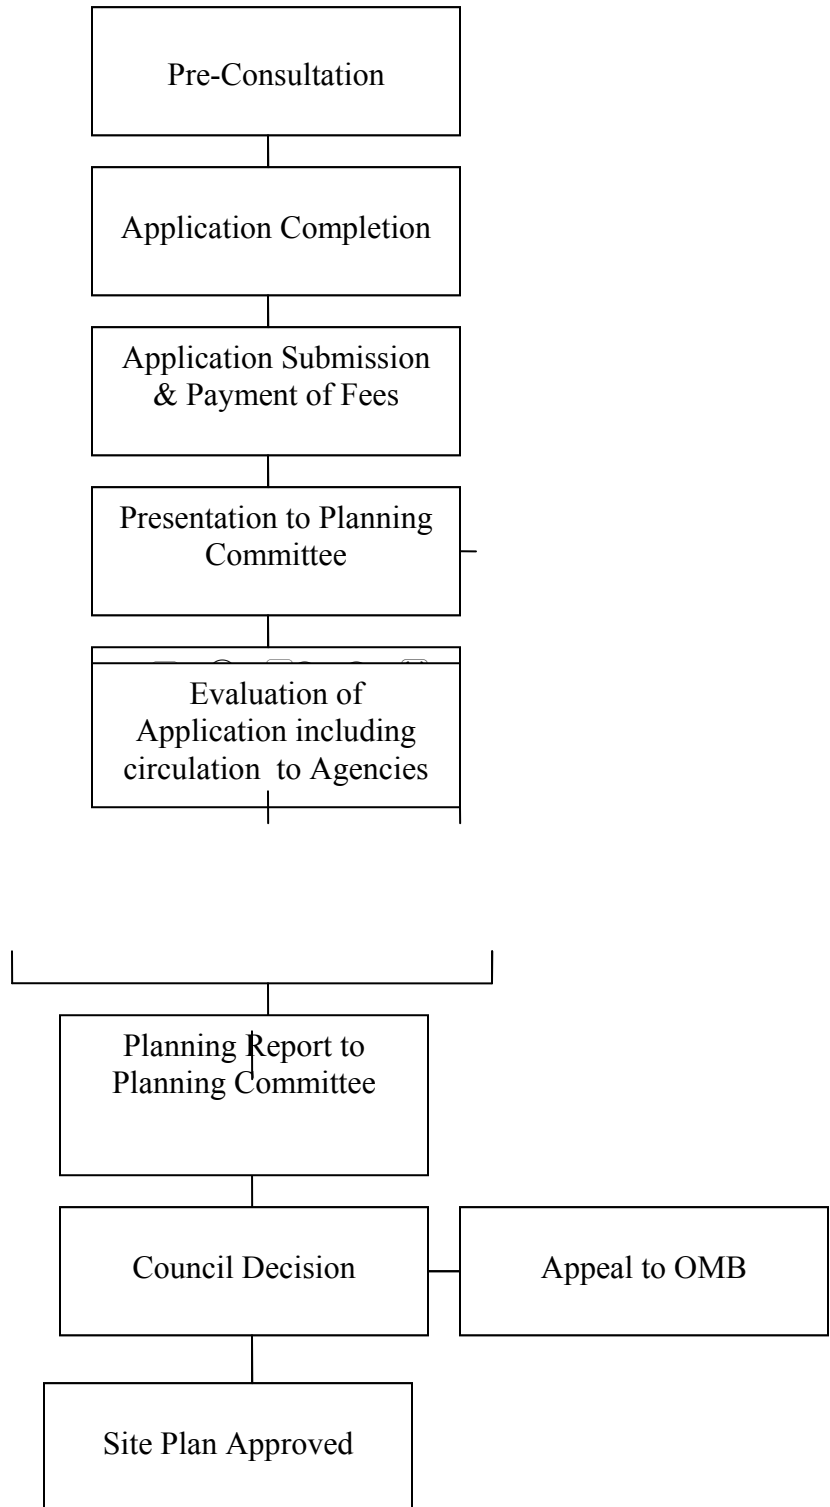 Pre-Consultation
Application Completion
Application Submission
& Payment of Fees
Presentation to Planning
Committee
Evaluation of
Application including
circulation to Agencies
Planning Report to
Planning Committee
Council Decision
Appeal to OMB
Site Plan Approved